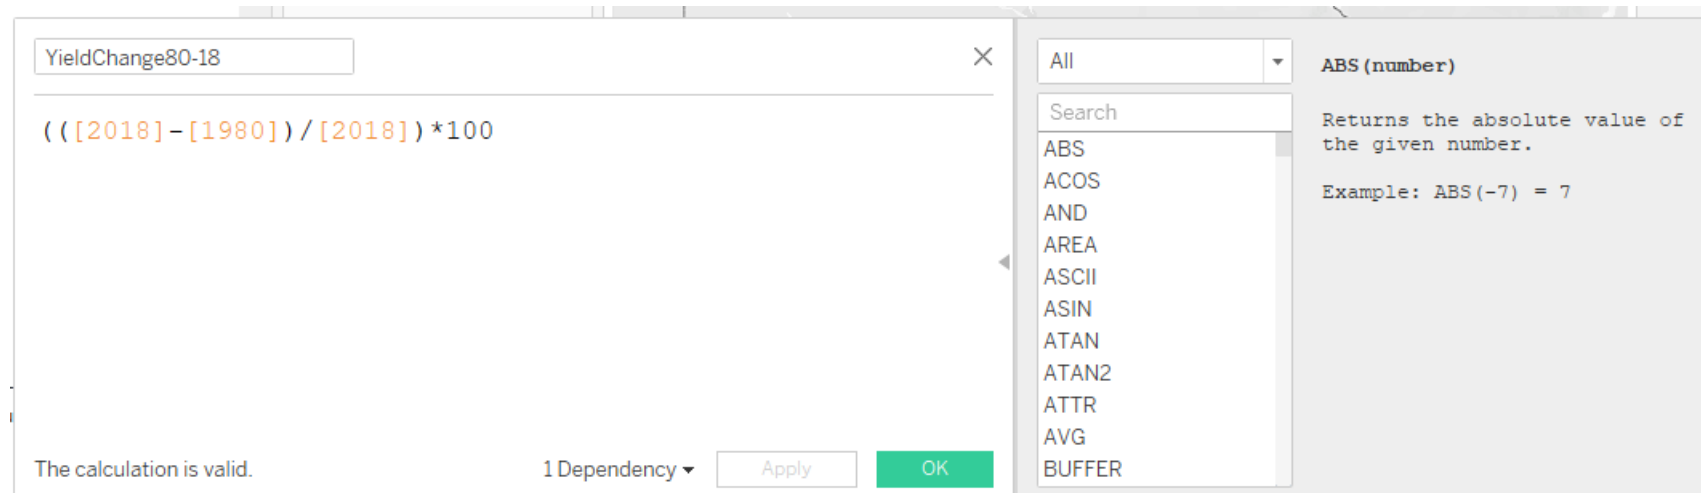 YieldChange80-18
(([2018]-[1980])/[2018])*100
The calculation is valid.
1 Dependency
Apply
OK
All
Search
ABS
ACOS
AND
AREA
ASCII
ASIN
ATAN
ATAN2
ATTR
AVG
BUFFER
ABS(number)
Returns the absolute value of
the given number.
Example: ABS(-7) = 7